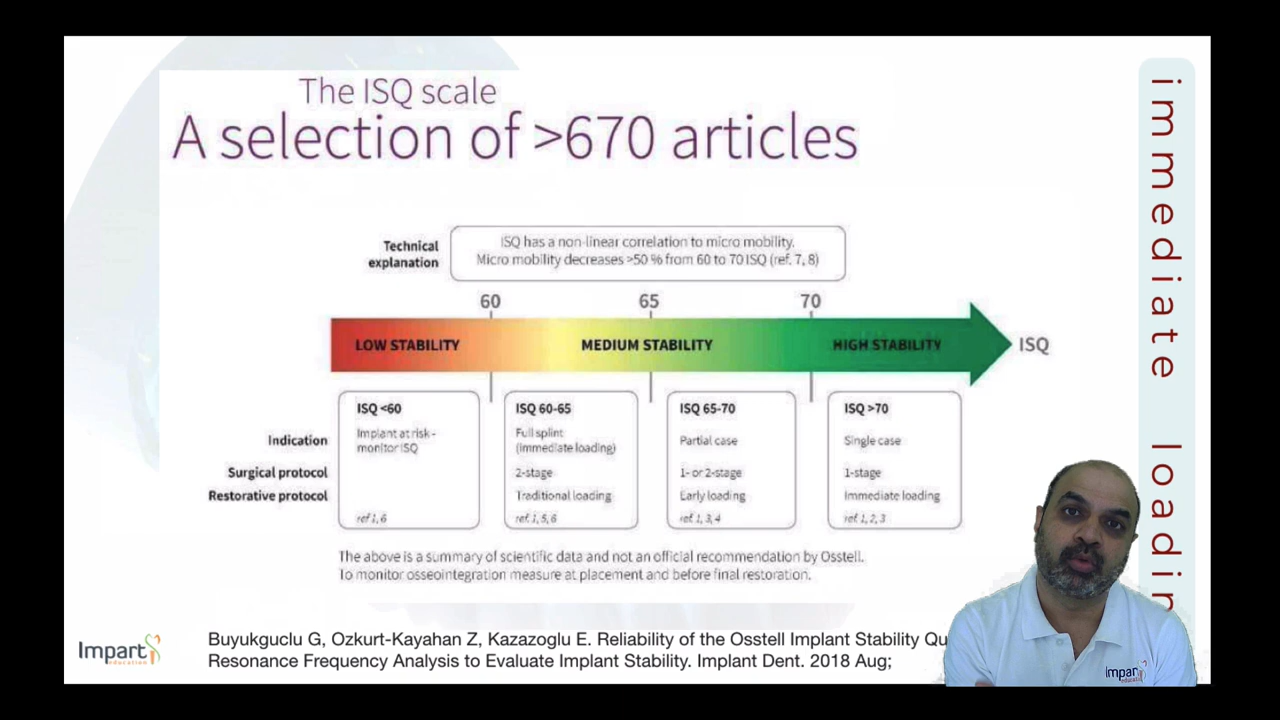 The ISQ scale
A selection of >670 articles
Technical
explanation
ISQ has a non-linear correlation to micro mobility.
Micro mobility decreases >50 % from 60 to 70 ISQ (ref. 7, 8)
60
65
70
LOW STABILITY
MEDIUM STABILITY
HIGH STABILITY
ISQ
Indication
Surgical protocol
Restorative protocol
ISQ <60
Implant at risk -
monitor ISQ
ref 1, 6
ISQ 60-65
Full splint
(immediate loading)
2-stage
Traditional loading
ref. 1, 5, 6
ISQ 65-70
Partial case
1- or 2-stage
Early loading
ref. 1, 3, 4
ISQ >70
Single case
1-stage
Immediate loading
ref. 1, 2, 3
The above is a summary of scientific data and not an official recommendation by Osstell.
To monitor osseointegration measure at placement and before final restoration.
Impart
education
Buyukguclu G, Ozkurt-Kayahan Z, Kazazoglu E. Reliability of the Osstell Implant Stability Qu
Resonance Frequency Analysis to Evaluate Implant Stability. Implant Dent. 2018 Aug;
immediate loadin
impart